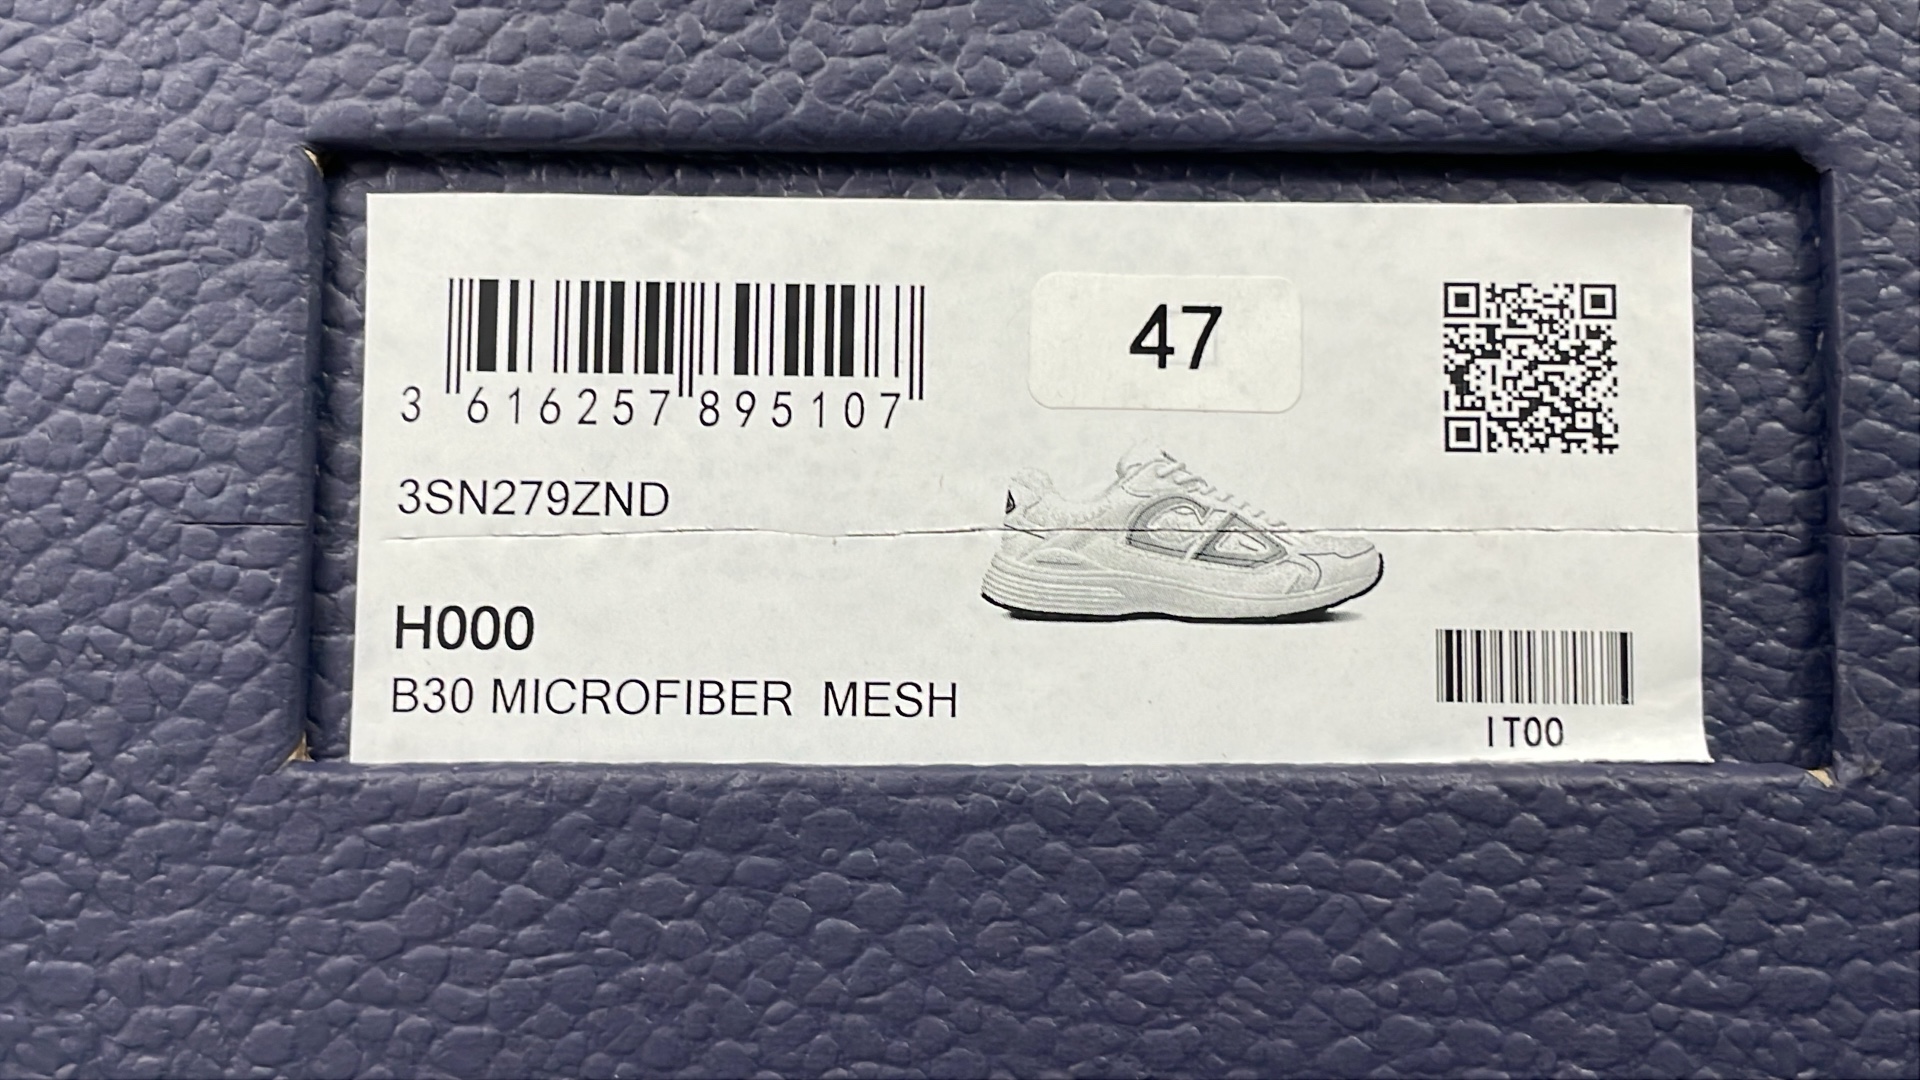 47
3 616257 895107
3SN279ZND
H000
B30 MICROFIBER MESH
IT00